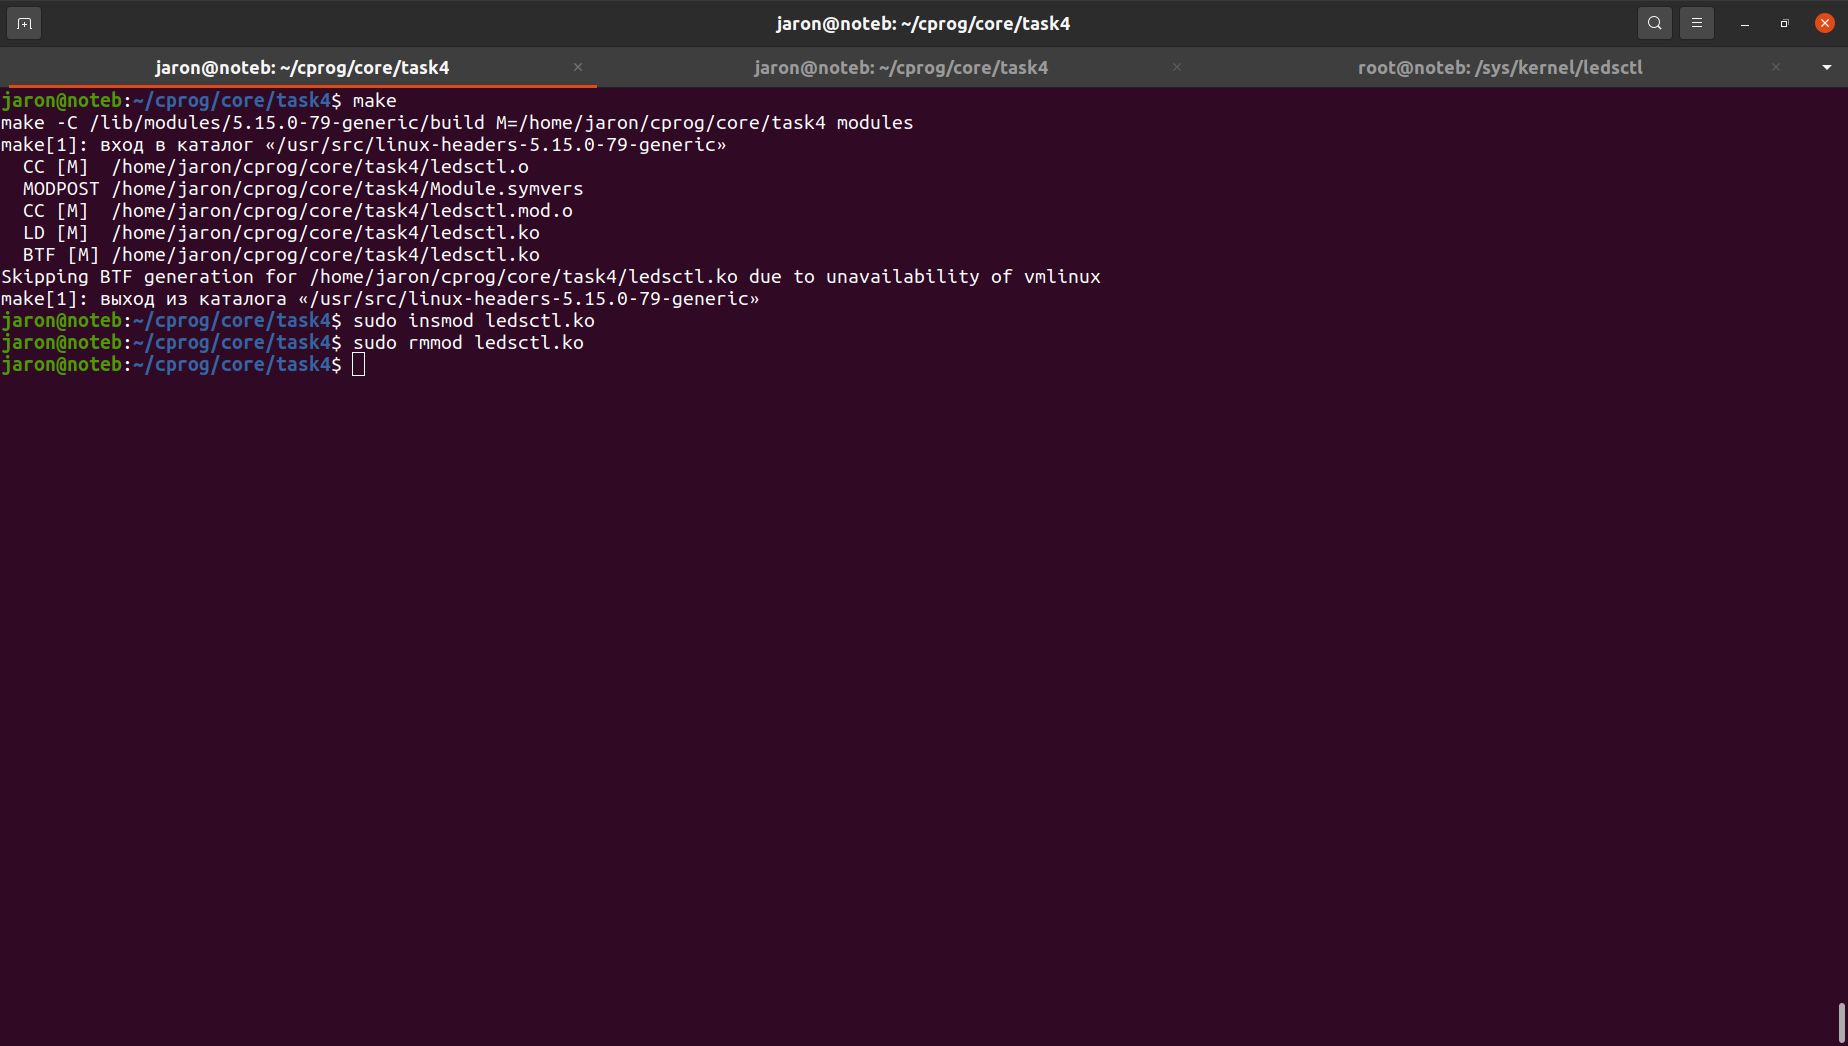 jaron@noteb: ~/cprog/core/task4
jaron@noteb: ~/cprog/core/task4
jaron@noteb: ~/cprog/core/task4
root@noteb: /sys/kernel/ledsctl
jaron@noteb:~/cprog/core/task4$ make
make -C /lib/modules/5.15.0-79-generic/build M=/home/jaron/cprog/core/task4 modules
make[1]: вход в каталог «/usr/src/linux-headers-5.15.0-79-generic»
  CC [M]  /home/jaron/cprog/core/task4/ledsctl.o
  MODPOST /home/jaron/cprog/core/task4/Module.symvers
  CC [M]  /home/jaron/cprog/core/task4/ledsctl.mod.o
  LD [M]  /home/jaron/cprog/core/task4/ledsctl.ko
  BTF [M] /home/jaron/cprog/core/task4/ledsctl.ko
Skipping BTF generation for /home/jaron/cprog/core/task4/ledsctl.ko due to unavailability of vmlinux
make[1]: выход из каталога «/usr/src/linux-headers-5.15.0-79-generic»
jaron@noteb:~/cprog/core/task4$ sudo insmod ledsctl.ko
jaron@noteb:~/cprog/core/task4$ sudo rmmod ledsctl.ko
jaron@noteb:~/cprog/core/task4$